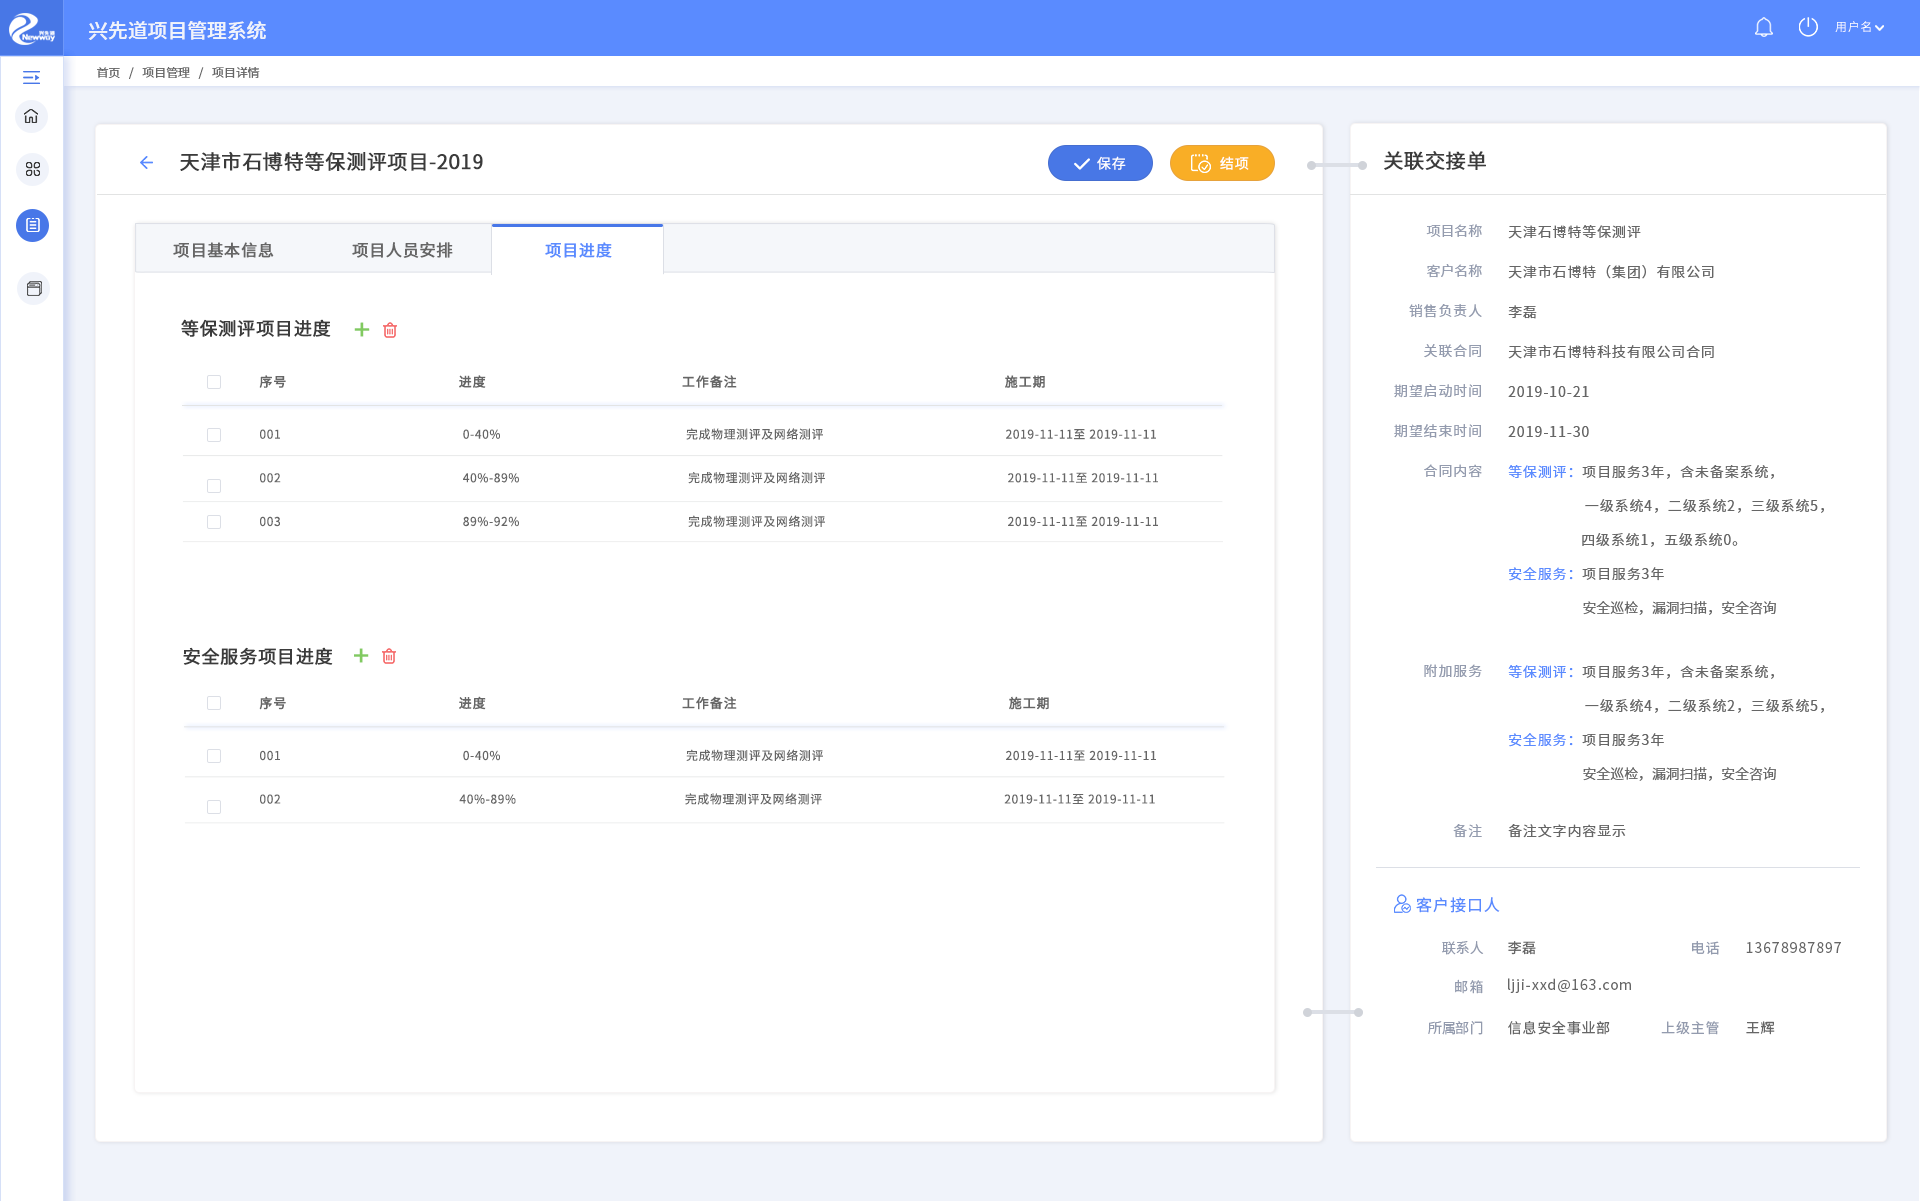 兴先道 Newway
兴先道项目管理系统
用户名
首页 / 项目管理 / 项目详情
天津市石博特等保测评项目-2019
保存
结项
项目基本信息
项目人员安排
项目进度
等保测评项目进度
序号 进度 工作备注 施工期
001 0-40% 完成物理测评及网络测评 2019-11-11至 2019-11-11
002 40%-89% 完成物理测评及网络测评 2019-11-11至 2019-11-11
003 89%-92% 完成物理测评及网络测评 2019-11-11至 2019-11-11
安全服务项目进度
序号 进度 工作备注 施工期
001 0-40% 完成物理测评及网络测评 2019-11-11至 2019-11-11
002 40%-89% 完成物理测评及网络测评 2019-11-11至 2019-11-11
关联交接单
项目名称 天津石博特等保测评
客户名称 天津市石博特（集团）有限公司
销售负责人 李磊
关联合同 天津市石博特科技有限公司合同
期望启动时间 2019-10-21
期望结束时间 2019-11-30
合同内容 等保测评：项目服务3年，含未备案系统，
一级系统4，二级系统2，三级系统5，
四级系统1，五级系统0。
安全服务：项目服务3年
安全巡检，漏洞扫描，安全咨询
附加服务 等保测评：项目服务3年，含未备案系统，
一级系统4，二级系统2，三级系统5，
安全服务：项目服务3年
安全巡检，漏洞扫描，安全咨询
备注 备注文字内容显示
客户接口人
联系人 李磊 电话 13678987897
邮箱 ljji-xxd@163.com
所属部门 信息安全事业部 上级主管 王辉